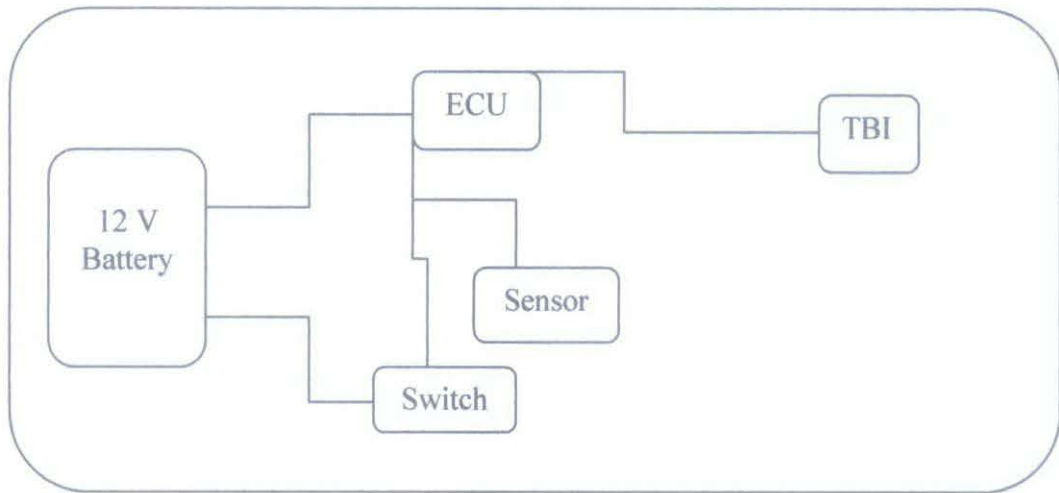 ECU
TBI
12 V
Battery
Sensor
Switch